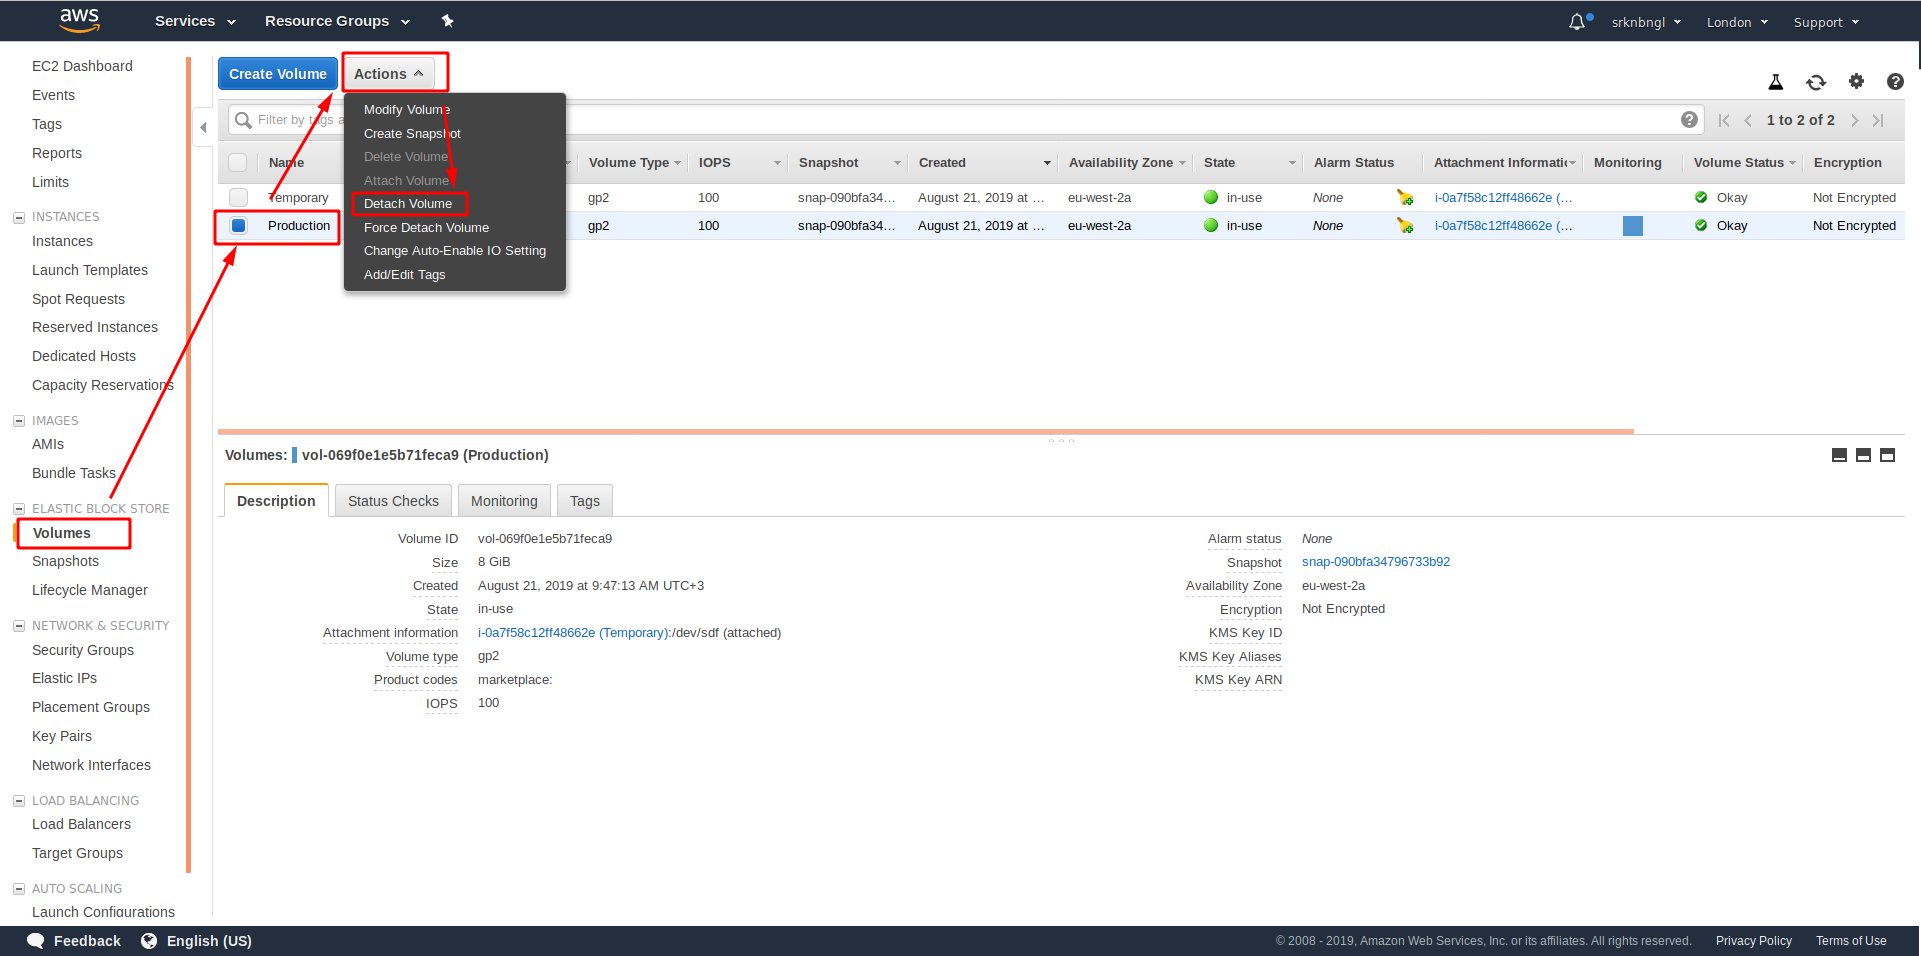 aws Services Resource Groups srknbngl London Support
EC2 Dashboard
Events
Tags
Reports
Limits
INSTANCES
Instances
Launch Templates
Spot Requests
Reserved Instances
Dedicated Hosts
Capacity Reservations
IMAGES
AMIs
Bundle Tasks
ELASTIC BLOCK STORE
Volumes
Snapshots
Lifecycle Manager
NETWORK & SECURITY
Security Groups
Elastic IPs
Placement Groups
Key Pairs
Network Interfaces
LOAD BALANCING
Load Balancers
Target Groups
AUTO SCALING
Launch Configurations
Create Volume Actions
Modify Volume
Create Snapshot
Delete Volume
Attach Volume
Detach Volume
Force Detach Volume
Change Auto-Enable IO Setting
Add/Edit Tags
Filter by tags a 1 to 2 of 2
Name Volume Type IOPS Snapshot Created Availability Zone State Alarm Status Attachment Informati Monitoring Volume Status Encryption
Temporary gp2 100 snap-090bfa34... August 21, 2019 at ... eu-west-2a in-use None i-0a7f58c12ff48662e (... Okay Not Encrypted
Production gp2 100 snap-090bfa34... August 21, 2019 at ... eu-west-2a in-use None i-0a7f58c12ff48662e (... Okay Not Encrypted
Volumes: vol-069f0e1e5b71feca9 (Production)
Description Status Checks Monitoring Tags
Volume ID vol-069f0e1e5b71feca9 Alarm status None
Size 8 GiB Snapshot snap-090bfa34796733b92
Created August 21, 2019 at 9:47:13 AM UTC+3 Availability Zone eu-west-2a
State in-use Encryption Not Encrypted
Attachment information i-0a7f58c12ff48662e (Temporary):/dev/sdf (attached) KMS Key ID
Volume type gp2 KMS Key Aliases
Product codes marketplace: KMS Key ARN
IOPS 100
Feedback English (US) © 2008 - 2019, Amazon Web Services, Inc. or its affiliates. All rights reserved. Privacy Policy Terms of Use